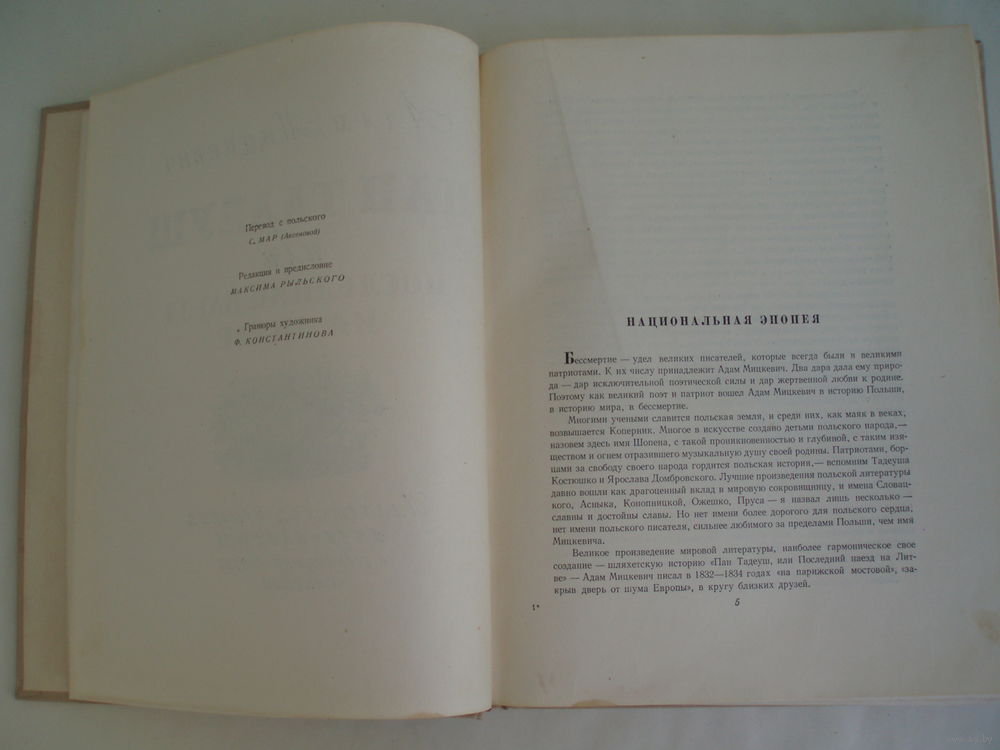 Перевод с польского
С. МАР (Аксеновой)
Редакция и предисловие
МАКСИМА РЫЛЬСКОГО
Гравюры художника
Ф. КОНСТАНТИНОВА
НАЦИОНАЛЬНАЯ ЭПОПЕЯ
Бессмертие — удел великих писателей, которые всегда были и великими
патриотами. К их числу принадлежит Адам Мицкевич. Два дара дала ему приро-
да — дар исключительной поэтической силы и дар жертвенной любви к родине.
Поэтому как великий поэт и патриот вошел Адам Мицкевич в историю Польши,
в историю мира, в бессмертие.
Многими учеными славится польская земля, и среди них, как маяк в веках,
возвышается Коперник. Многое в искусстве создано детьми польского народа,—
назовем здесь имя Шопена, с такой проникновенностью и глубиной, с таким изя-
ществом и огнем отразившего музыкальную душу своей родины. Патриотами, бор-
цами за свободу своего народа гордится польская история,— вспомним Тадеуша
Костюшко и Ярослава Домбровского. Лучшие произведения польской литературы
давно вошли как драгоценный вклад в мировую сокровищницу, и имена Словац-
кого, Асныка, Конопницкой, Ожешко, Пруса — я назвал лишь несколько —
славны и достойны славы. Но нет имени более дорогого для польского сердца,
нет имени польского писателя, сильнее любимого за пределами Польши, чем имя
Мицкевича.
Великое произведение мировой литературы, наиболее гармоническое свое
создание — шляхетскую историю «Пан Тадеуш, или Последний наезд на Лит-
ве» — Адам Мицкевич писал в 1832—1834 годах «на парижской мостовой», «за-
крыв дверь от шума Европы», в кругу близких друзей.
1*
5
www.ay.by